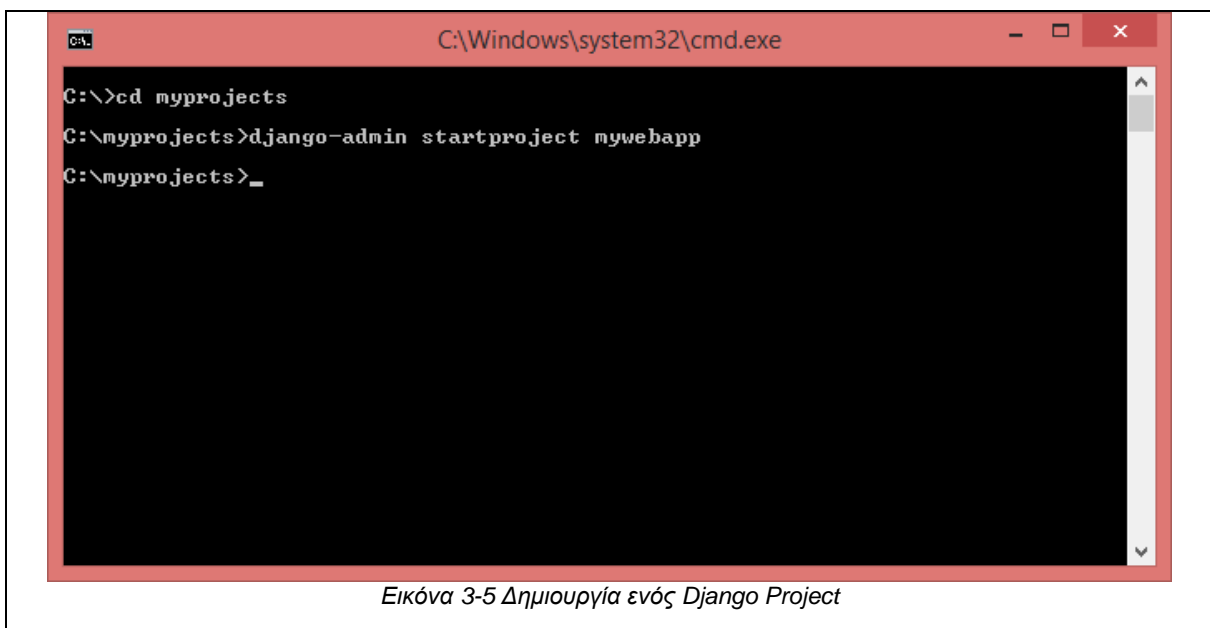 C:\Windows\system32\cmd.exe
C:\>cd myprojects
C:\myprojects>django-admin startproject mywebapp
C:\myprojects>_
Εικόνα 3-5 Δημιουργία ενός Django Project